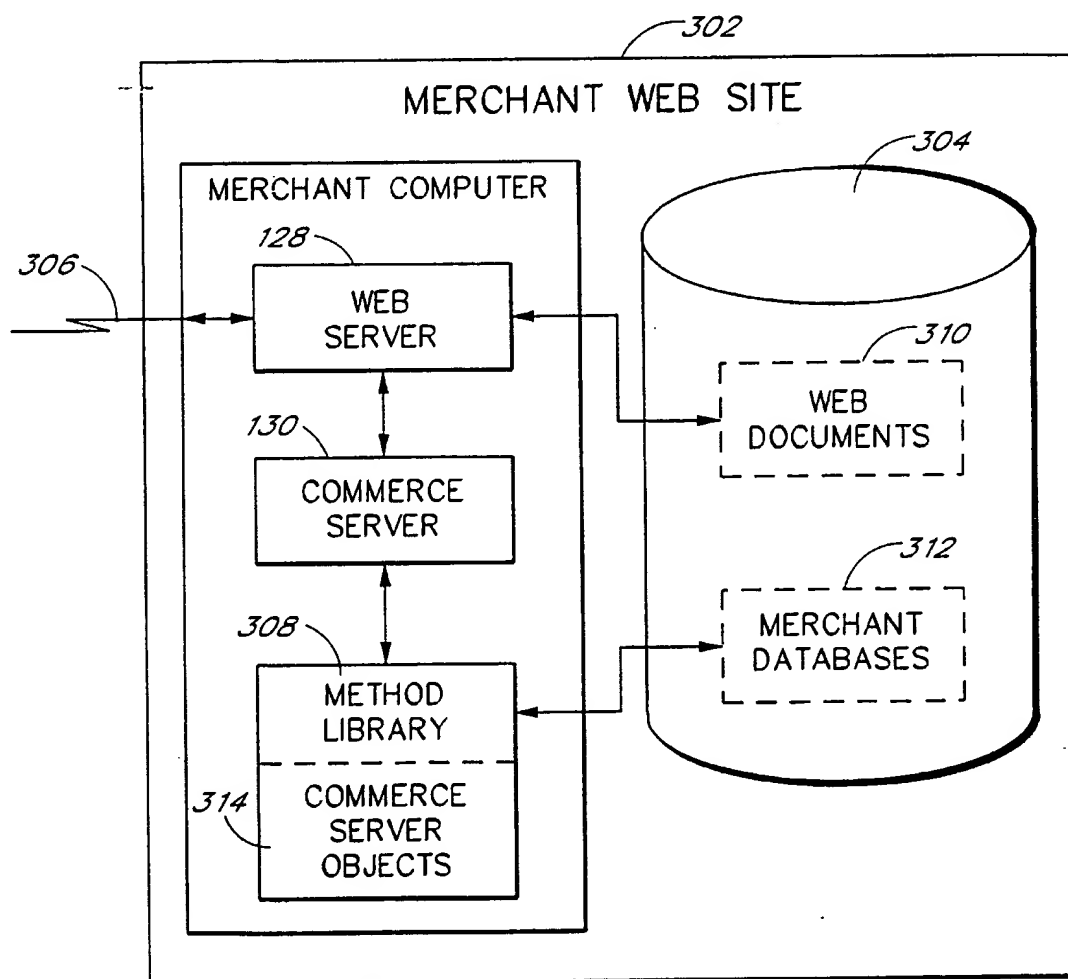 302
MERCHANT WEB SITE
304
MERCHANT COMPUTER
128
306
WEB
SERVER
310
WEB
DOCUMENTS
130
COMMERCE
SERVER
312
MERCHANT
DATABASES
308
METHOD
LIBRARY
314
COMMERCE
SERVER
OBJECTS